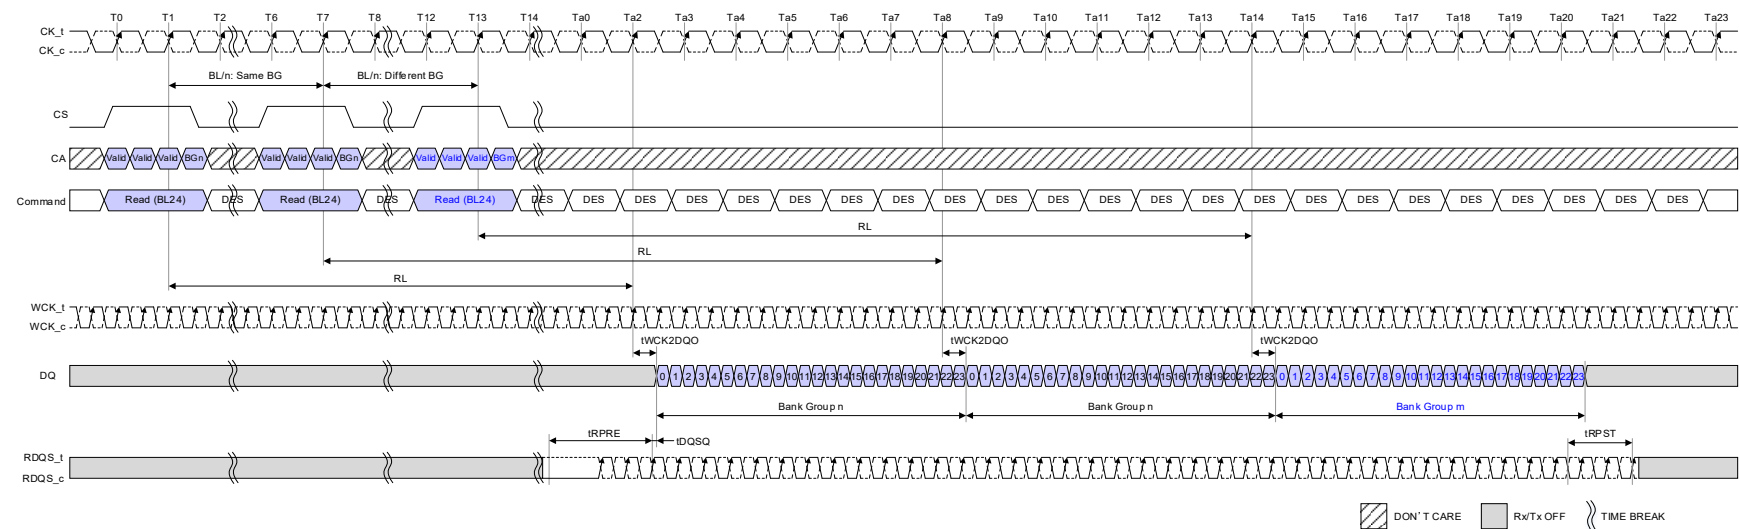 T0 T1 T2 T6 T7 T8 T12 T13 T14 Ta0 Ta2 Ta3 Ta4 Ta5 Ta6 Ta7 Ta8 Ta9 Ta10 Ta11 Ta12 Ta13 Ta14 Ta15 Ta16 Ta17 Ta18 Ta19 Ta20 Ta21 Ta22 Ta23
CK_t
CK_c
BL/n: Same BG BL/n: Different BG
CS
CA Valid Valid Valid BGn Valid Valid Valid BGn Valid Valid Valid BGm
Command Read (BL24) DES Read (BL24) DES Read (BL24) DES DES DES DES DES DES DES DES DES DES DES DES DES DES DES DES DES DES DES DES DES DES DES
RL
RL
RL
WCK_t
WCK_c
tWCK2DQO tWCK2DQO tWCK2DQO
DQ 0 1 2 3 4 5 6 7 8 9 10 11 12 13 14 15 16 17 18 19 20 21 22 23 0 1 2 3 4 5 6 7 8 9 10 11 12 13 14 15 16 17 18 19 20 21 22 23 0 1 2 3 4 5 6 7 8 9 10 11 12 13 14 15 16 17 18 19 20 21 22 23
Bank Group n Bank Group n Bank Group m
tRPRE tDQSQ tRPST
RDQS_t
RDQS_c
DON'T CARE Rx/Tx OFF TIME BREAK